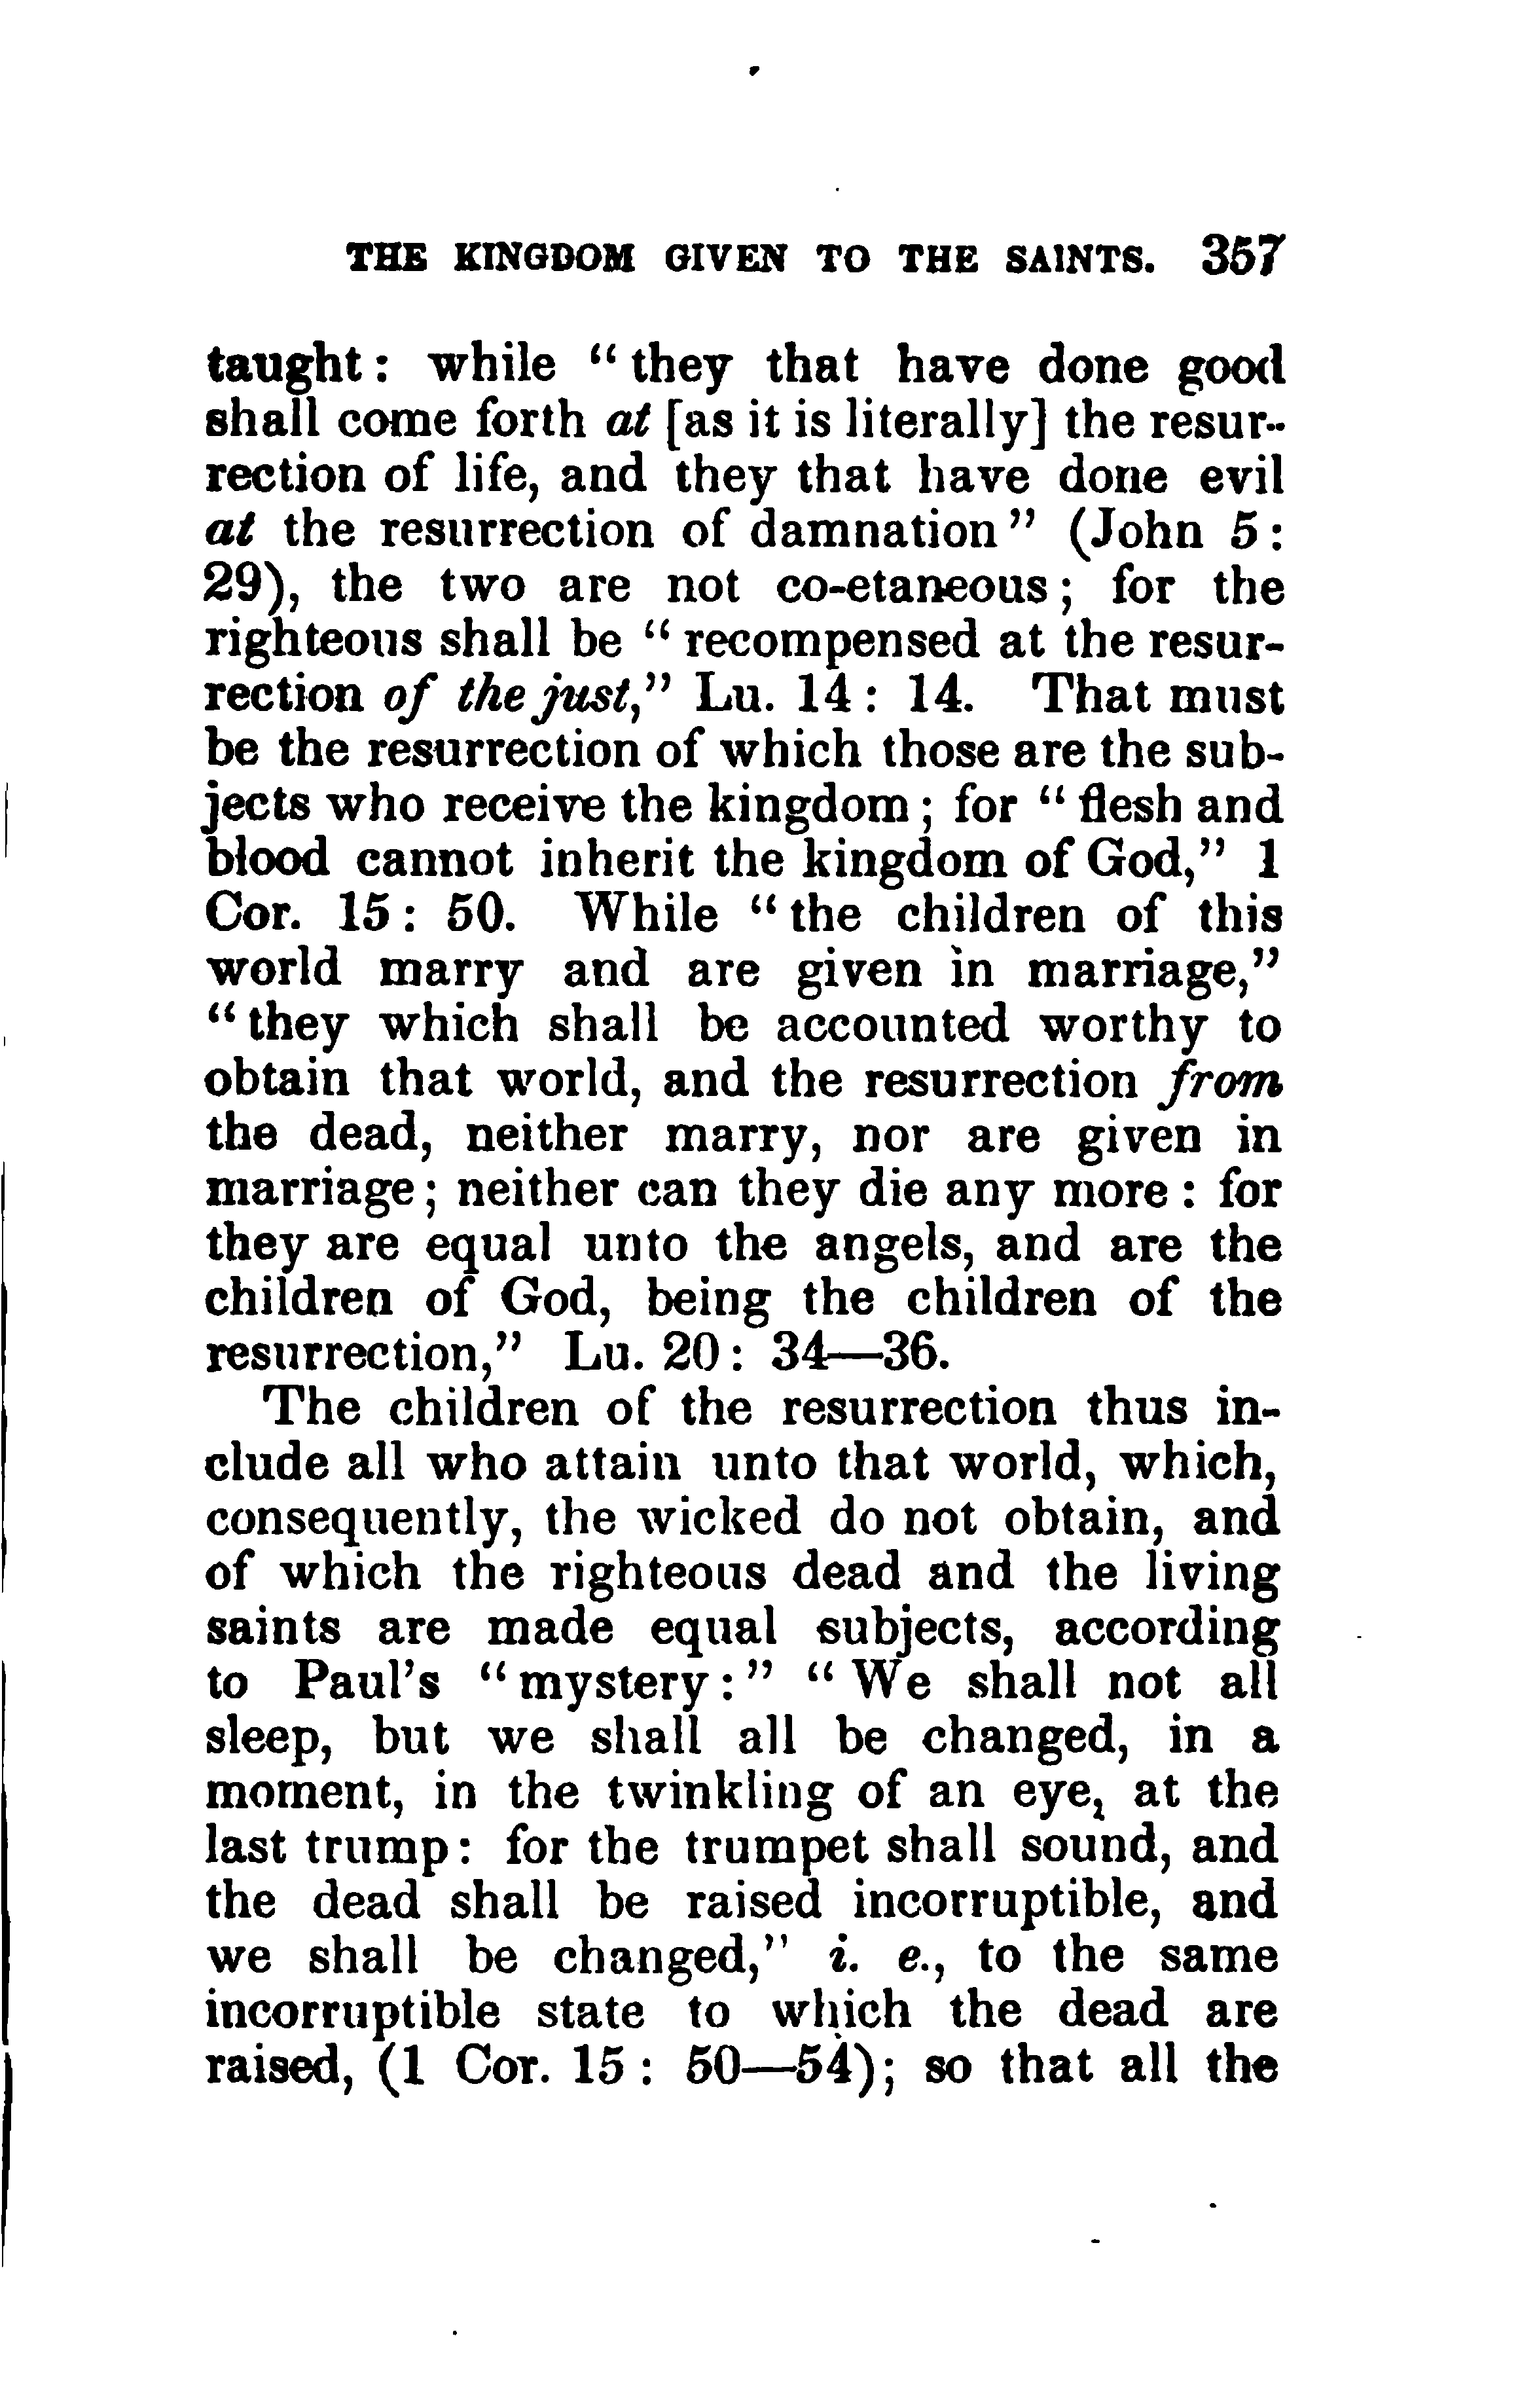 THE KINGDOM GIVEN TO THE SAINTS. 357
taught: while "they that have done good
shall come forth at [as it is literally] the resur-
rection of life, and they that have done evil
at the resurrection of damnation" (John 5:
29), the two are not co-etaneous; for the
righteous shall be "recompensed at the resur-
rection of the just," Lu. 14: 14. That must
be the resurrection of which those are the sub-
jects who receive the kingdom; for "flesh and
blood cannot inherit the kingdom of God," 1
Cor. 15: 50. While "the children of this
world marry and are given in marriage,"
"they which shall be accounted worthy to
obtain that world, and the resurrection from
the dead, neither marry, nor are given in
marriage; neither can they die any more: for
they are equal unto the angels, and are the
children of God, being the children of the
resurrection," Lu. 20: 34—36.
The children of the resurrection thus in-
clude all who attain unto that world, which,
consequently, the wicked do not obtain, and
of which the righteous dead and the living
saints are made equal subjects, according
to Paul's "mystery:" "We shall not all
sleep, but we shall all be changed, in a
moment, in the twinkling of an eye, at the
last trump: for the trumpet shall sound, and
the dead shall be raised incorruptible, and
we shall be changed," i. e., to the same
incorruptible state to which the dead are
raised, (1 Cor. 15: 50—54); so that all the